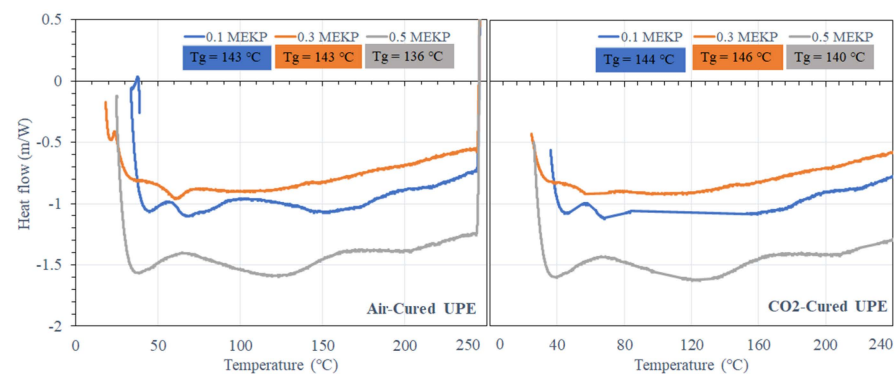 0.1 MEKP 0.3 MEKP 0.5 MEKP
Tg = 143 °C Tg = 143 °C Tg = 136 °C
0.5
0
-0.5
-1
-1.5
-2
Heat flow (m/W)
0 50 100 150 200 250
Temperature (°C)
Air-Cured UPE
0.1 MEKP 0.3 MEKP 0.5 MEKP
Tg = 144 °C Tg = 146 °C Tg = 140 °C
0 40 80 120 160 200 240
Temperature (°C)
CO2-Cured UPE